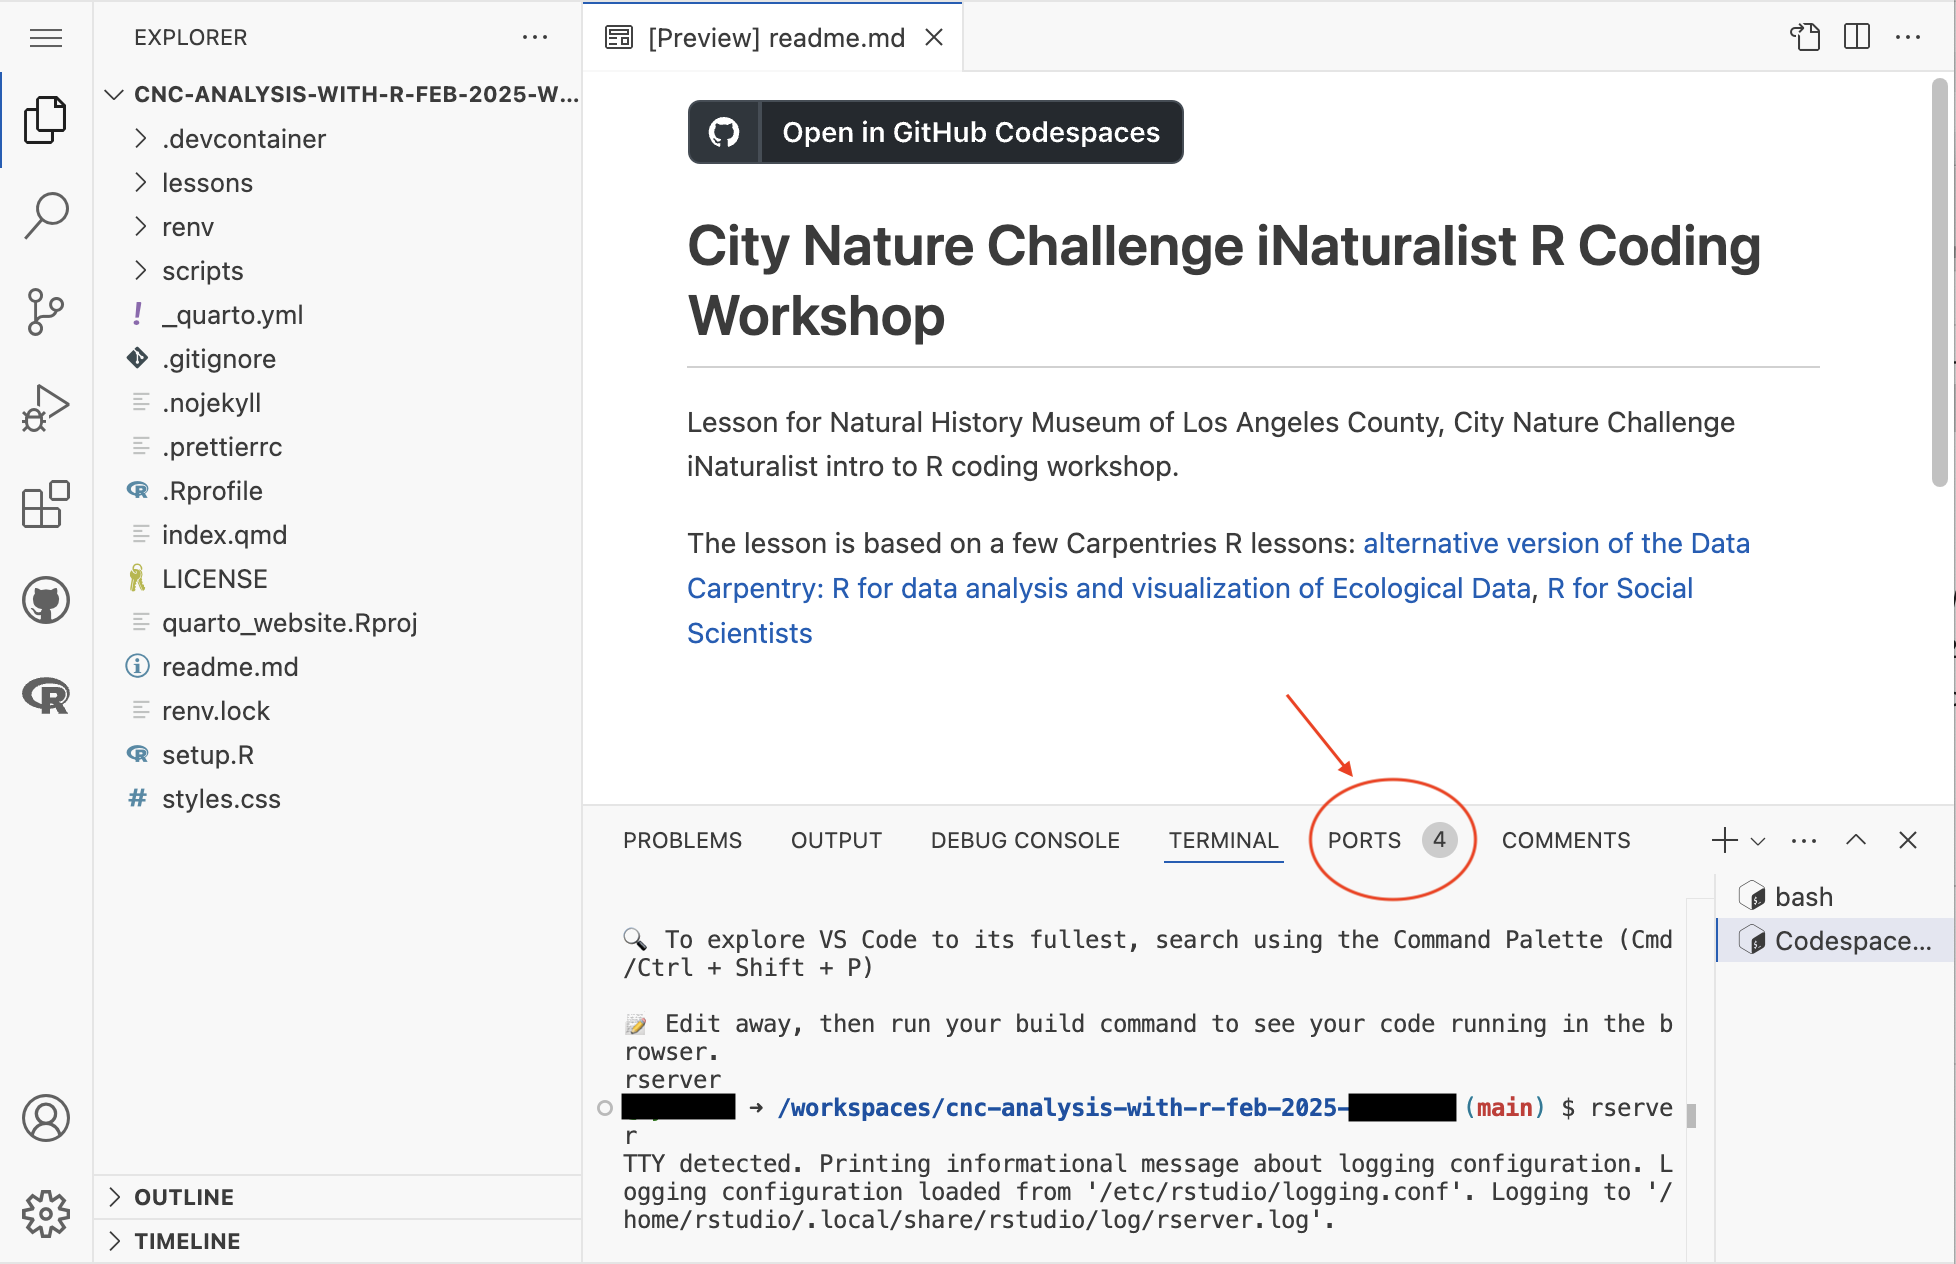 EXPLORER
CNC-ANALYSIS-WITH-R-FEB-2025-W...
.devcontainer
lessons
renv
scripts
_quarto.yml
.gitignore
.nojekyll
.prettierrc
.Rprofile
index.qmd
LICENSE
quarto_website.Rproj
readme.md
renv.lock
setup.R
styles.css
OUTLINE
TIMELINE
[Preview] readme.md
Open in GitHub Codespaces
City Nature Challenge iNaturalist R Coding
Workshop
Lesson for Natural History Museum of Los Angeles County, City Nature Challenge
iNaturalist intro to R coding workshop.
The lesson is based on a few Carpentries R lessons: alternative version of the Data
Carpentry: R for data analysis and visualization of Ecological Data, R for Social
Scientists
PROBLEMS OUTPUT DEBUG CONSOLE TERMINAL PORTS 4 COMMENTS
To explore VS Code to its fullest, search using the Command Palette (Cmd
/Ctrl + Shift + P)
Edit away, then run your build command to see your code running in the b
rowser.
rserver
→ /workspaces/cnc-analysis-with-r-feb-2025- (main) $ rserve
r
TTY detected. Printing informational message about logging configuration. L
ogging configuration loaded from '/etc/rstudio/logging.conf'. Logging to '/
home/rstudio/.local/share/rstudio/log/rserver.log'.
bash
Codespace...